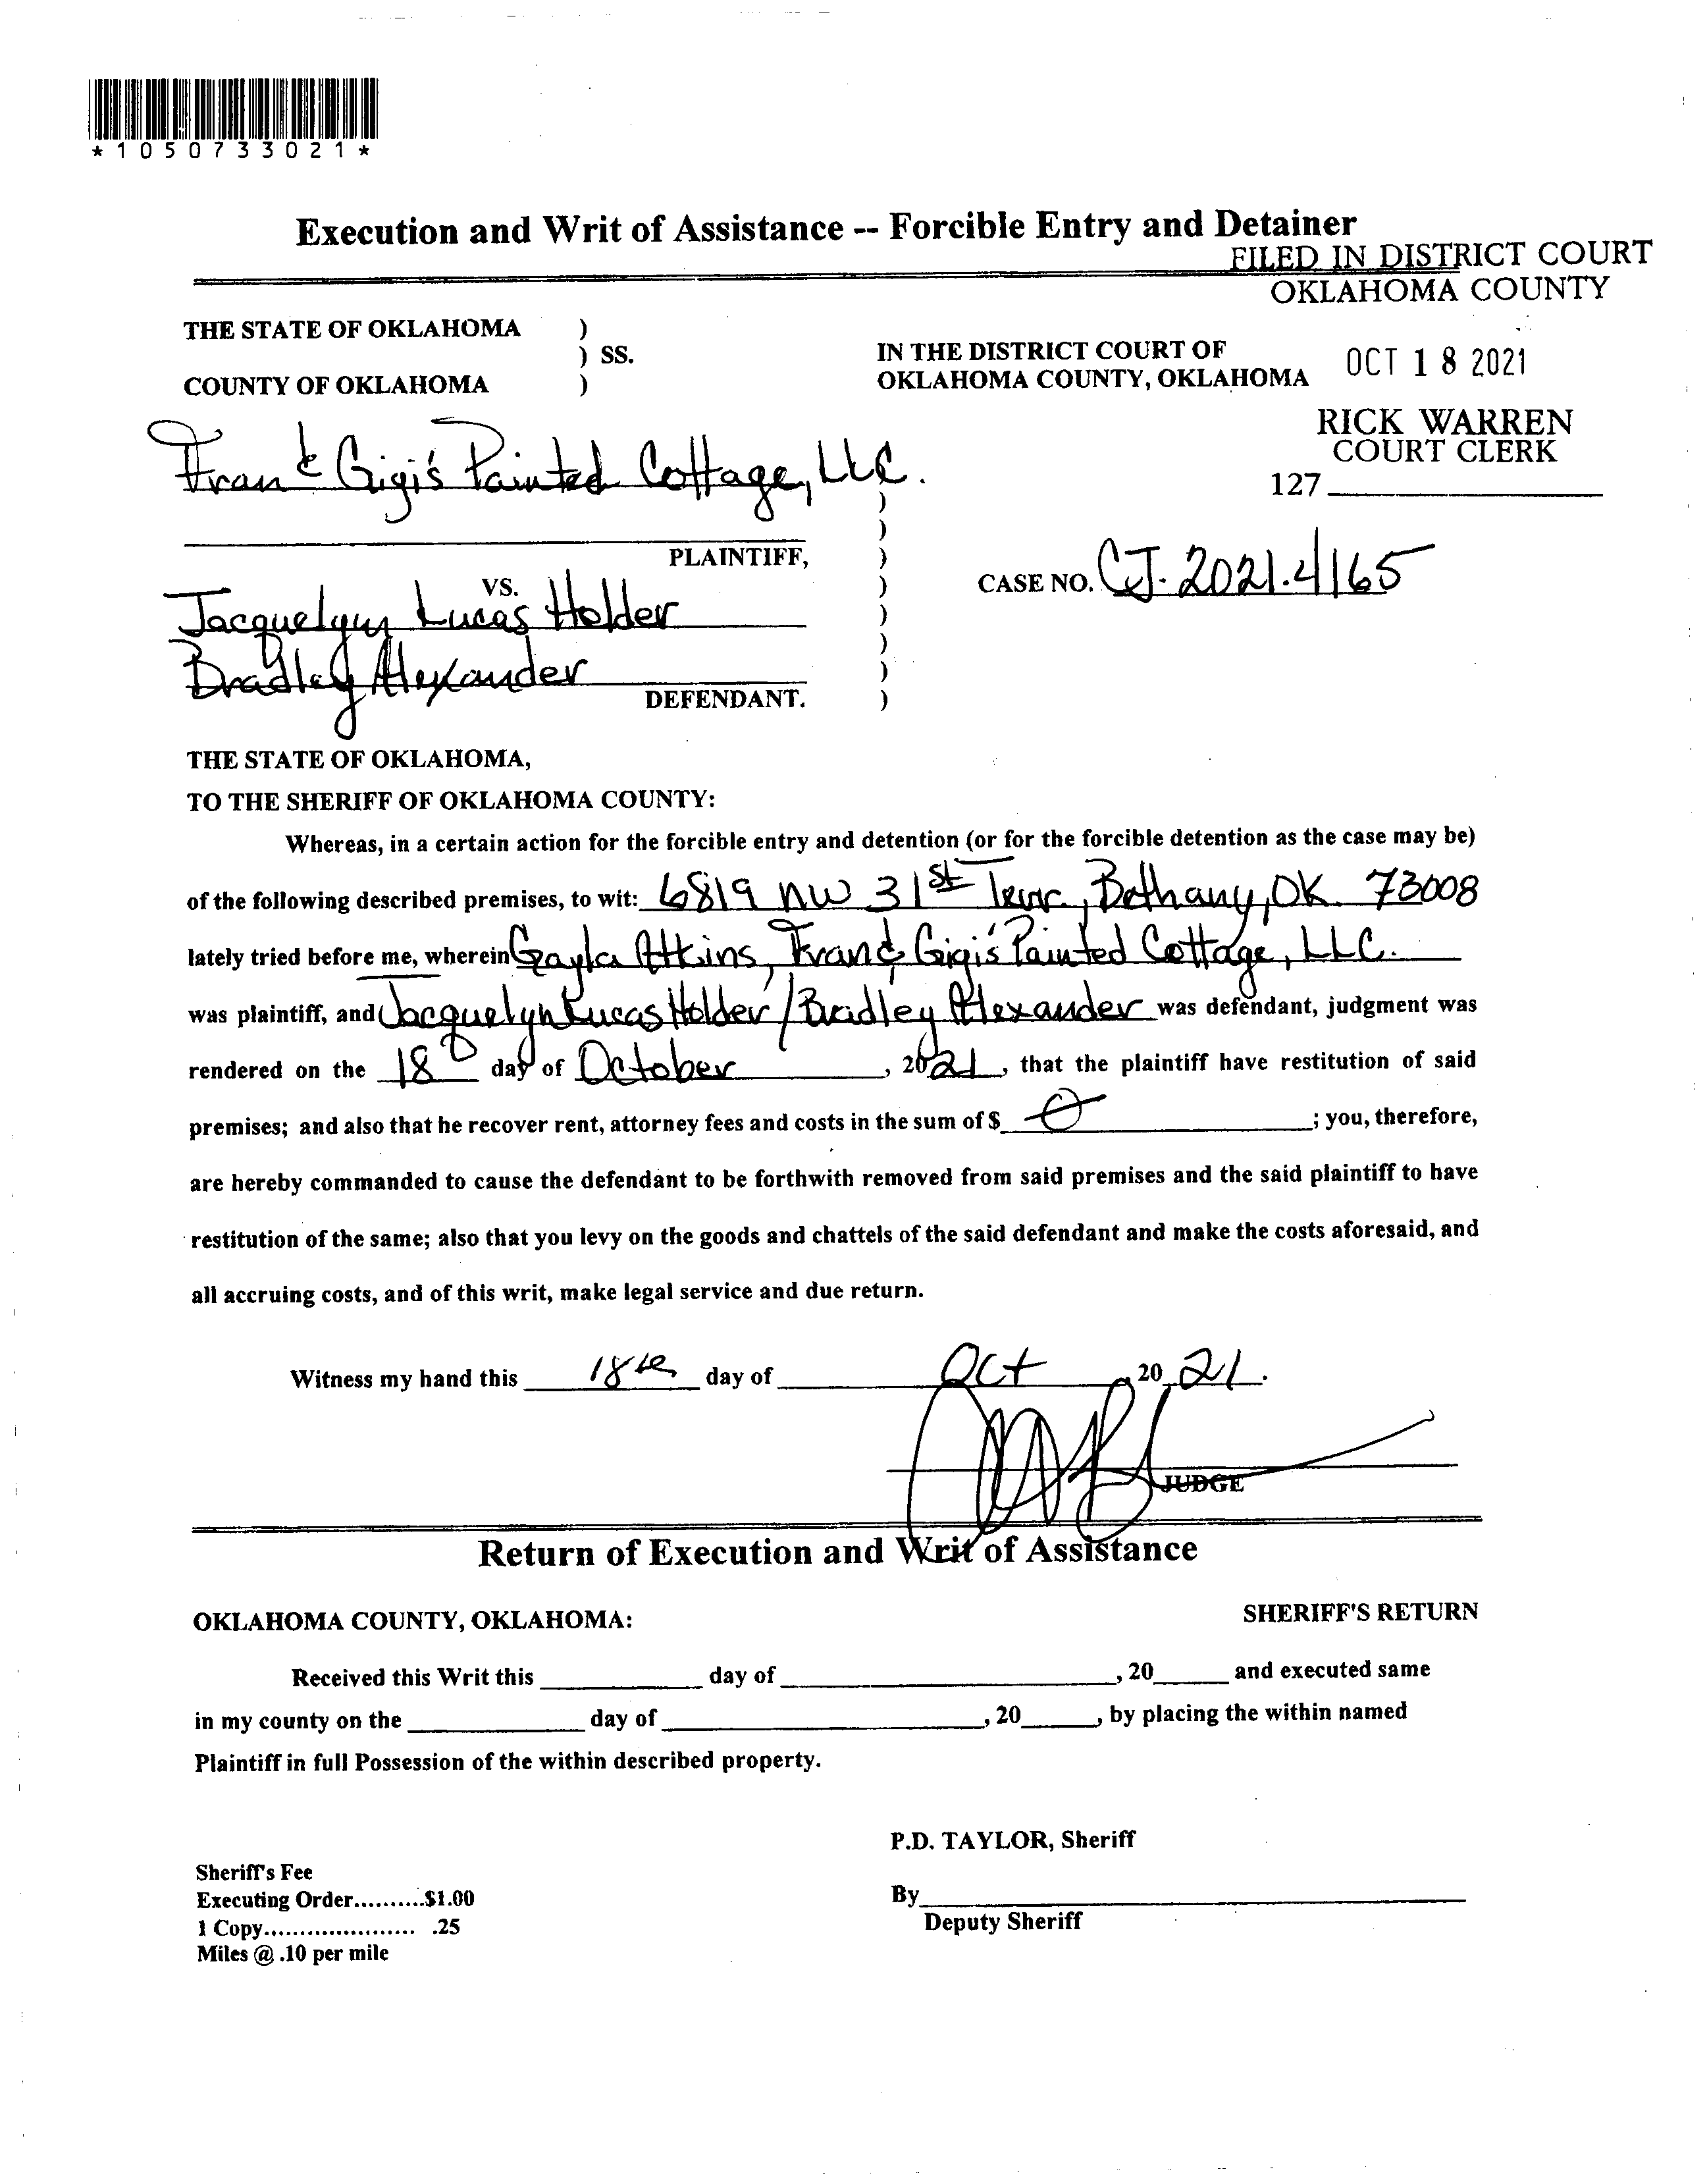 *1050733021*
Execution and Writ of Assistance -- Forcible Entry and Detainer
FILED IN DISTRICT COURT
OKLAHOMA COUNTY
THE STATE OF OKLAHOMA )
) SS.
COUNTY OF OKLAHOMA )
IN THE DISTRICT COURT OF
OKLAHOMA COUNTY, OKLAHOMA
OCT 18 2021
RICK WARREN
COURT CLERK
127
Fran & Gigi's Painted Cottage, LLC.
)
)
PLAINTIFF, )
VS. )
CASE NO. CJ-2021-4165
Jacquelyn Lucas Holder )
)
Bradley Alexander )
DEFENDANT. )
THE STATE OF OKLAHOMA,
TO THE SHERIFF OF OKLAHOMA COUNTY:
Whereas, in a certain action for the forcible entry and detention (or for the forcible detention as the case may be)
of the following described premises, to wit: 6819 NW 31st Terr, Bethany, OK. 73008
lately tried before me, wherein Gayla Atkins, Fran & Gigi's Painted Cottage, LLC.
was plaintiff, and Jacquelyn Lucas Holder / Bradley Alexander was defendant, judgment was
rendered on the 18 day of October, 2021, that the plaintiff have restitution of said
premises; and also that he recover rent, attorney fees and costs in the sum of $ 0; you, therefore,
are hereby commanded to cause the defendant to be forthwith removed from said premises and the said plaintiff to have
restitution of the same; also that you levy on the goods and chattels of the said defendant and make the costs aforesaid, and
all accruing costs, and of this writ, make legal service and due return.
Witness my hand this 18th day of Oct, 2021.
JUDGE
Return of Execution and Writ of Assistance
OKLAHOMA COUNTY, OKLAHOMA: SHERIFF'S RETURN
Received this Writ this ____ day of ____, 20____ and executed same
in my county on the ____ day of ____, 20____, by placing the within named
Plaintiff in full Possession of the within described property.
P.D. TAYLOR, Sheriff
Sheriff's Fee
Executing Order..........$1.00
1 Copy..................... .25
Miles @ .10 per mile
By____
Deputy Sheriff